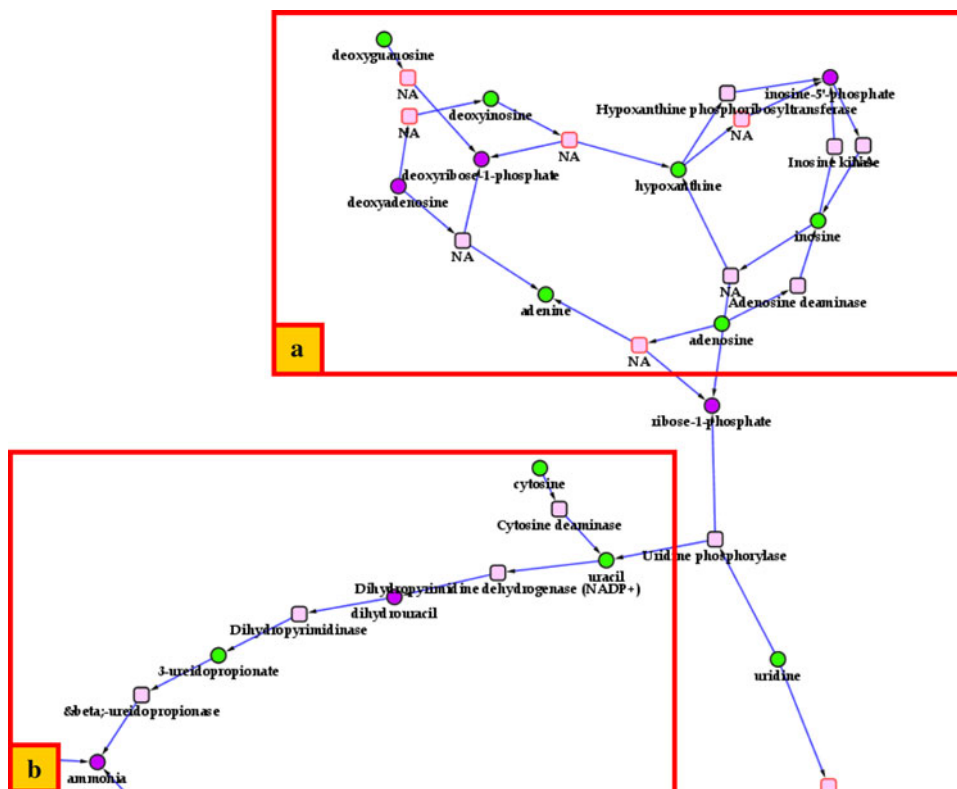 deoxyguanosine
NA
inosine-5'-phosphate
Hypoxanthine phosphoribosyltransferase
deoxyinosine
NA
NA
NA
Inosine kinase
deoxyribose-1-phosphate
hypoxanthine
deoxyadenosine
inosine
NA
NA
Adenosine deaminase
adenine
adenosine
NA
a
ribose-1-phosphate
cytosine
Cytosine deaminase
Uridine phosphorylase
uracil
Dihydropyrimidine dehydrogenase (NADP+)
dihydrouracil
Dihydropyrimidinase
3-ureidopropionate
uridine
&beta;-ureidopropionase
b
ammonia